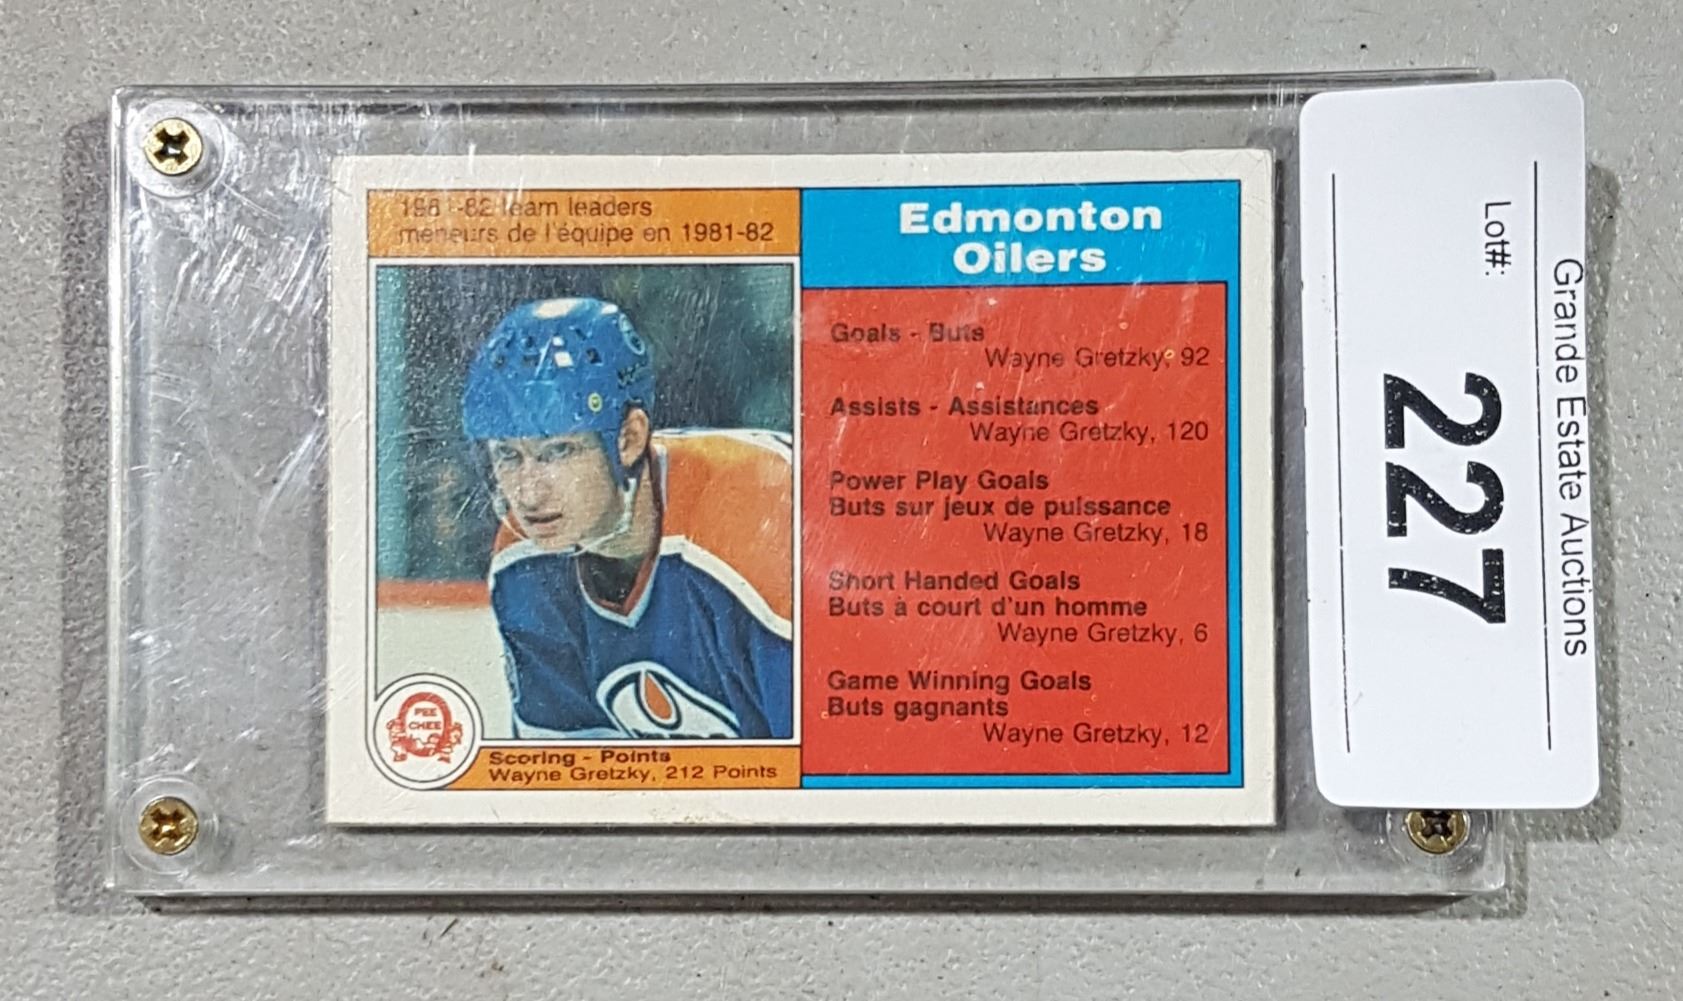 1981-82 team leaders
meneurs de l'équipe en 1981-82
Edmonton
Oilers
Goals - Buts
Wayne Gretzky, 92
Assists - Assistances
Wayne Gretzky, 120
Power Play Goals
Buts sur jeux de puissance
Wayne Gretzky, 18
Short Handed Goals
Buts à court d'un homme
Wayne Gretzky, 6
Game Winning Goals
Buts gagnants
Wayne Gretzky, 12
PEE
CHEE
Scoring - Points
Wayne Gretzky, 212 Points
Grande Estate Auctions
Lot#:
227